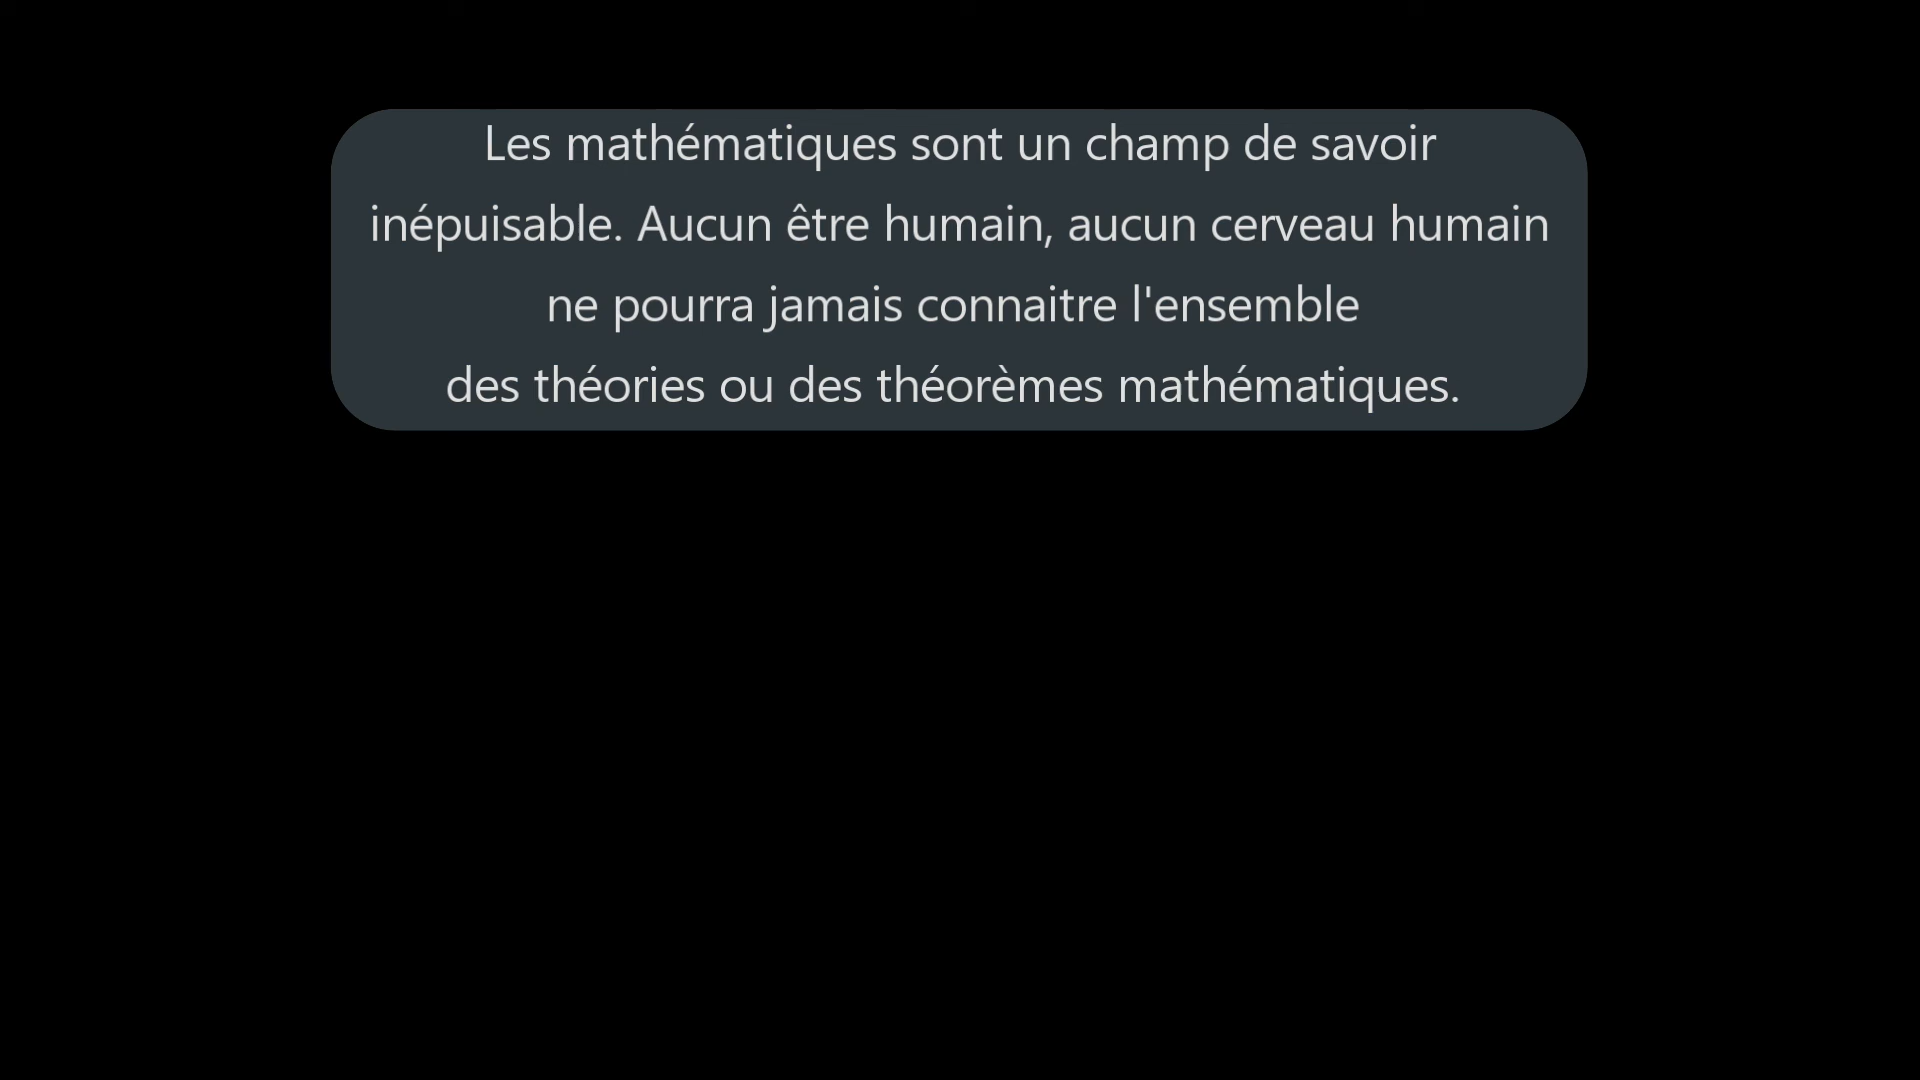 Les mathématiques sont un champ de savoir
inépuisable. Aucun être humain, aucun cerveau humain
ne pourra jamais connaitre l'ensemble
des théories ou des théorèmes mathématiques.